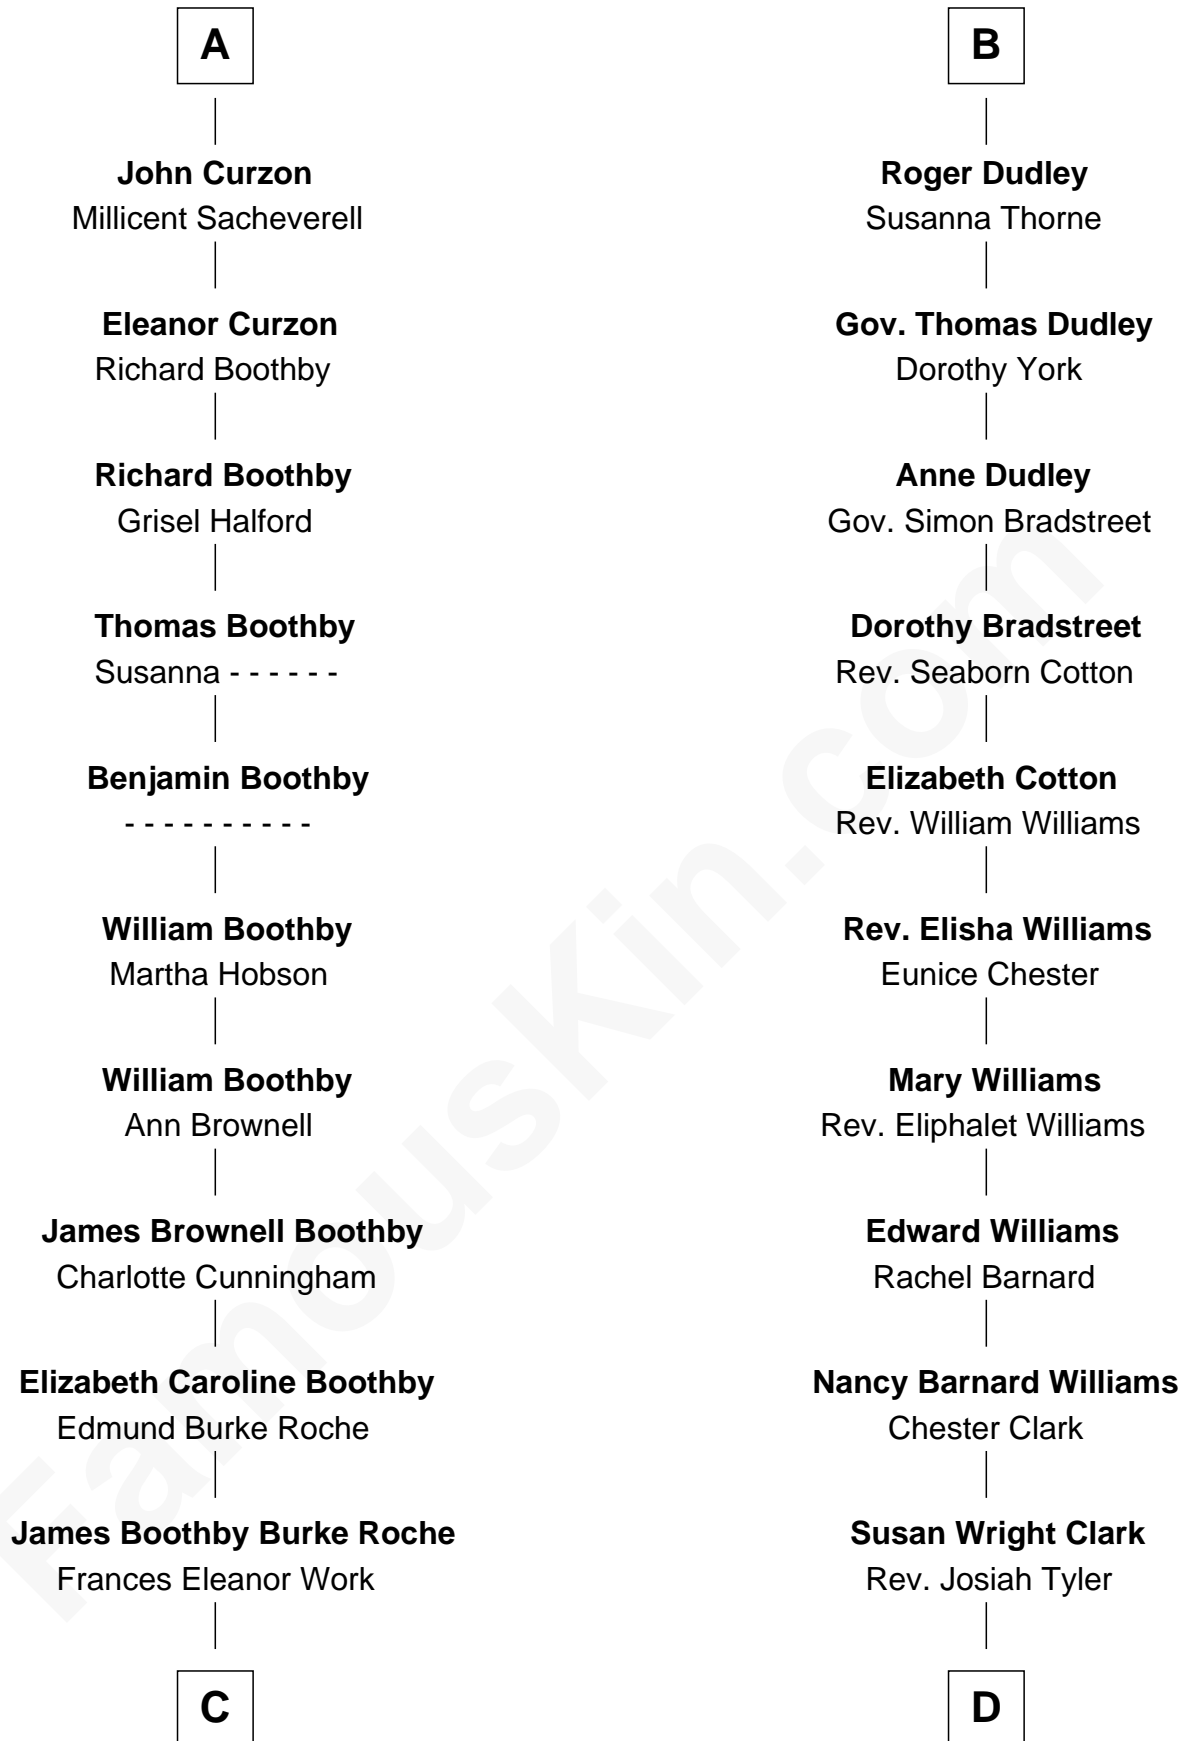 A
John Curzon
Millicent Sacheverell
Eleanor Curzon
Richard Boothby
Richard Boothby
Grisel Halford
Thomas Boothby
Susanna - - - - - -
Benjamin Boothby
- - - - - - - - - -
William Boothby
Martha Hobson
William Boothby
Ann Brownell
James Brownell Boothby
Charlotte Cunningham
Elizabeth Caroline Boothby
Edmund Burke Roche
James Boothby Burke Roche
Frances Eleanor Work
C
B
Roger Dudley
Susanna Thorne
Gov. Thomas Dudley
Dorothy York
Anne Dudley
Gov. Simon Bradstreet
Dorothy Bradstreet
Rev. Seaborn Cotton
Elizabeth Cotton
Rev. William Williams
Rev. Elisha Williams
Eunice Chester
Mary Williams
Rev. Eliphalet Williams
Edward Williams
Rachel Barnard
Nancy Barnard Williams
Chester Clark
Susan Wright Clark
Rev. Josiah Tyler
D
FamousKin.com